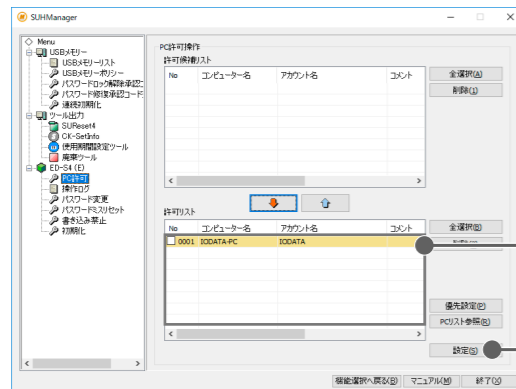 SUHManager
Menu
USBメモリー
USBメモリーリスト
USBメモリーポリシー
パスワードロック解除承認コ
パスワード修復承認コード
連続初期化
ツール出力
SUReset4
CK-SetInfo
使用期間設定ツール
廃棄ツール
ED-S4 (E)
PC許可
操作ログ
パスワード変更
パスワードミスリセット
書き込み禁止
初期化
PC許可操作
許可候補リスト
No コンピューター名 アカウント名 コメント
全選択(A)
削除(1)
許可リスト
No コンピューター名 アカウント名 コメント
0001 IODATA-PC IODATA
全選択(B)
優先設定(P)
PCリスト参照(R)
設定(S)
機能選択へ戻る(B) マニュアル(M) 終了(X)